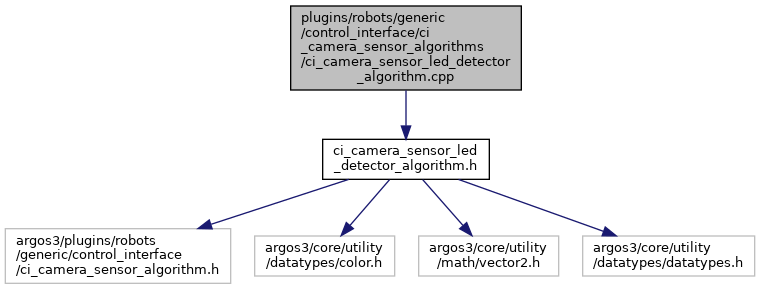 plugins/robots/generic
/control_interface/ci
_camera_sensor_algorithms
/ci_camera_sensor_led_detector
_algorithm.cpp
ci_camera_sensor_led
_detector_algorithm.h
argos3/plugins/robots
/generic/control_interface
/ci_camera_sensor_algorithm.h
argos3/core/utility
/datatypes/color.h
argos3/core/utility
/math/vector2.h
argos3/core/utility
/datatypes/datatypes.h